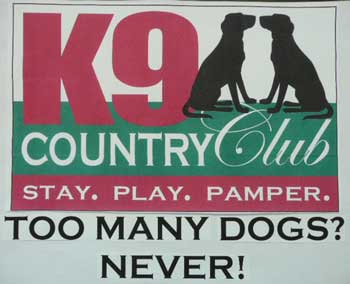 K9
COUNTRY Club
STAY. PLAY. PAMPER.
TOO MANY DOGS?
NEVER!